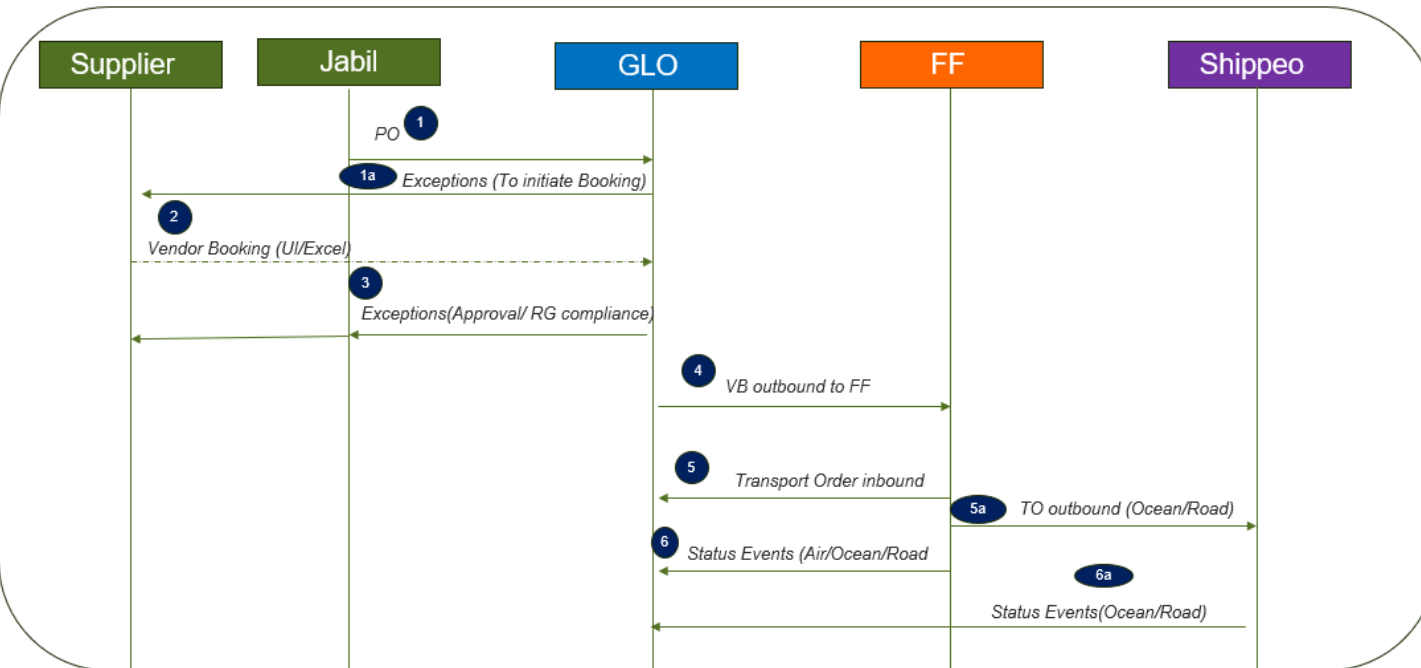 Supplier
Jabil
GLO
FF
Shippeo
PO
1
1a
Exceptions (To initiate Booking)
2
Vendor Booking (UI/Excel)
3
Exceptions(Approval/ RG compliance)
4
VB outbound to FF
5
Transport Order inbound
5a
TO outbound (Ocean/Road)
6
Status Events (Air/Ocean/Road
6a
Status Events(Ocean/Road)